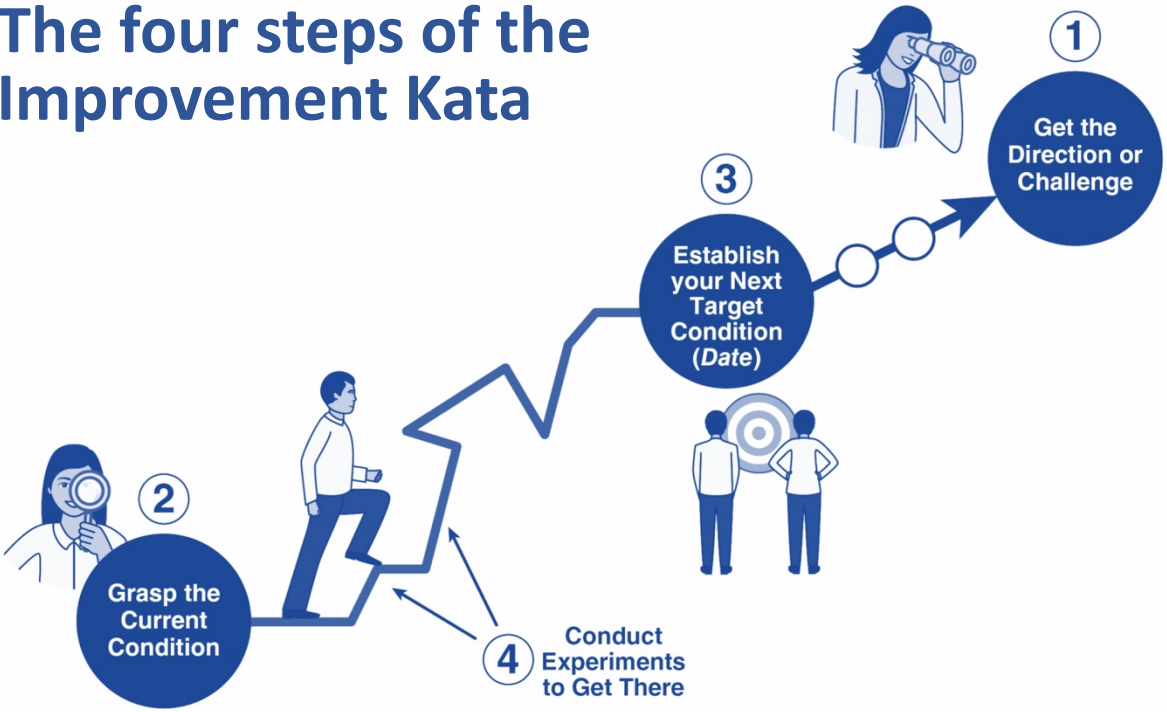 The four steps of the
Improvement Kata
1
Get the
Direction or
Challenge
3
Establish
your Next
Target
Condition
(Date)
2
Grasp the
Current
Condition
4
Conduct
Experiments
to Get There